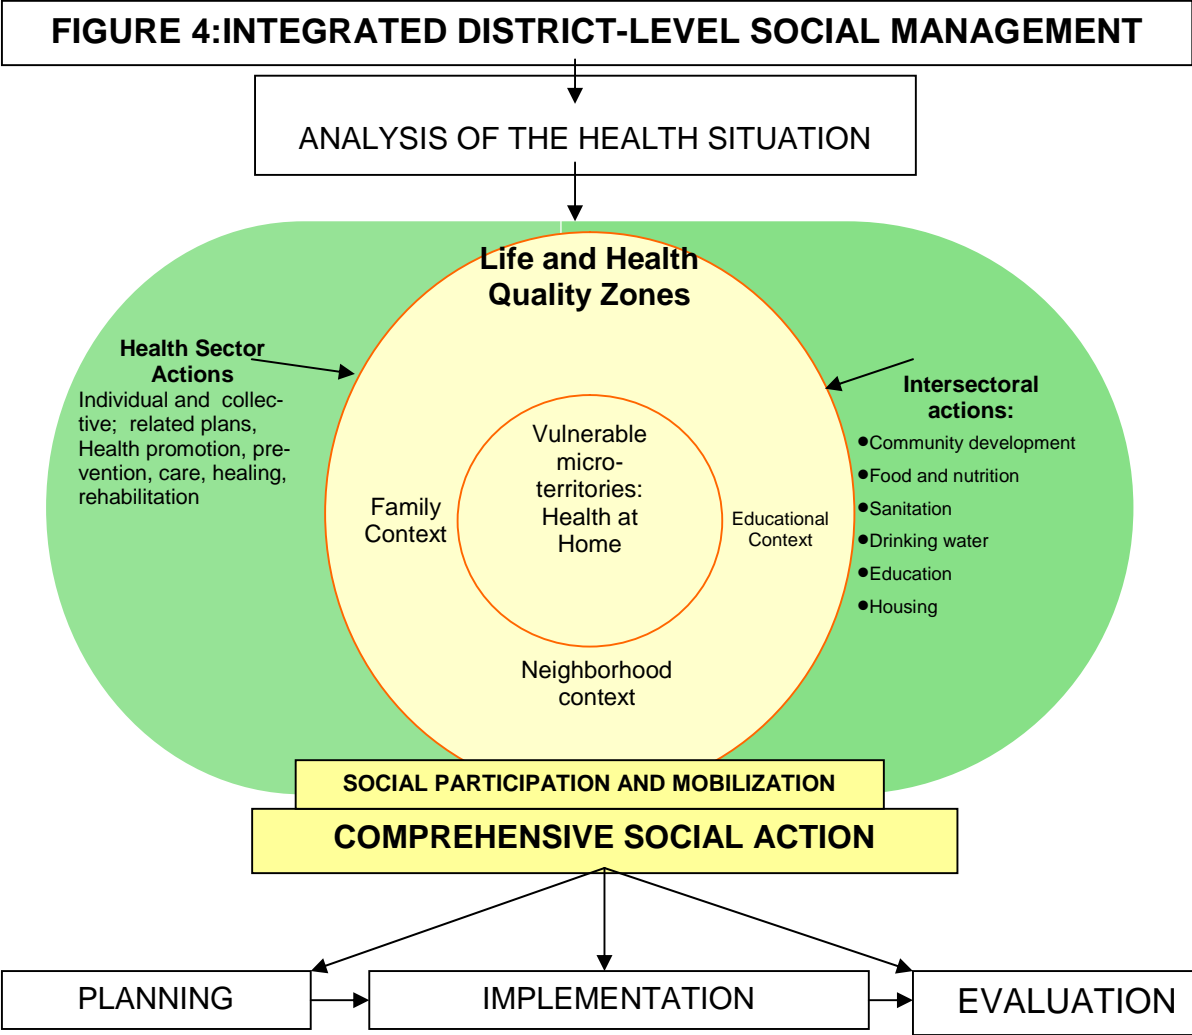 FIGURE 4:INTEGRATED DISTRICT-LEVEL SOCIAL MANAGEMENT
ANALYSIS OF THE HEALTH SITUATION
Life and Health
Quality Zones
Health Sector
Actions
Individual and collec-
tive; related plans,
Health promotion, pre-
vention, care, healing,
rehabilitation
Family
Context
Vulnerable
micro-
territories:
Health at
Home
Educational
Context
Neighborhood
context
Intersectoral
actions:
●Community development
●Food and nutrition
●Sanitation
●Drinking water
●Education
●Housing
SOCIAL PARTICIPATION AND MOBILIZATION
COMPREHENSIVE SOCIAL ACTION
PLANNING
IMPLEMENTATION
EVALUATION